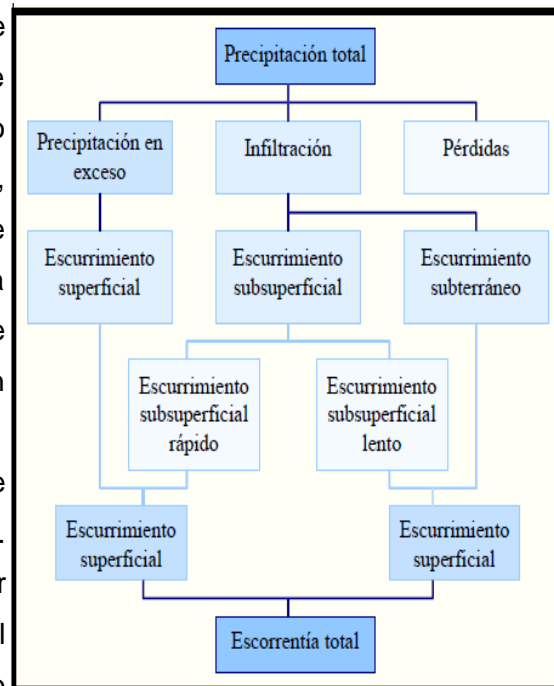 Precipitación total
Precipitación en
exceso
Infiltración
Pérdidas
Escurrimiento
superficial
Escurrimiento
subsuperficial
Escurrimiento
subterráneo
Escurrimiento
subsuperficial
rápido
Escurrimiento
subsuperficial
lento
Escurrimiento
superficial
Escurrimiento
superficial
Escorrentía total